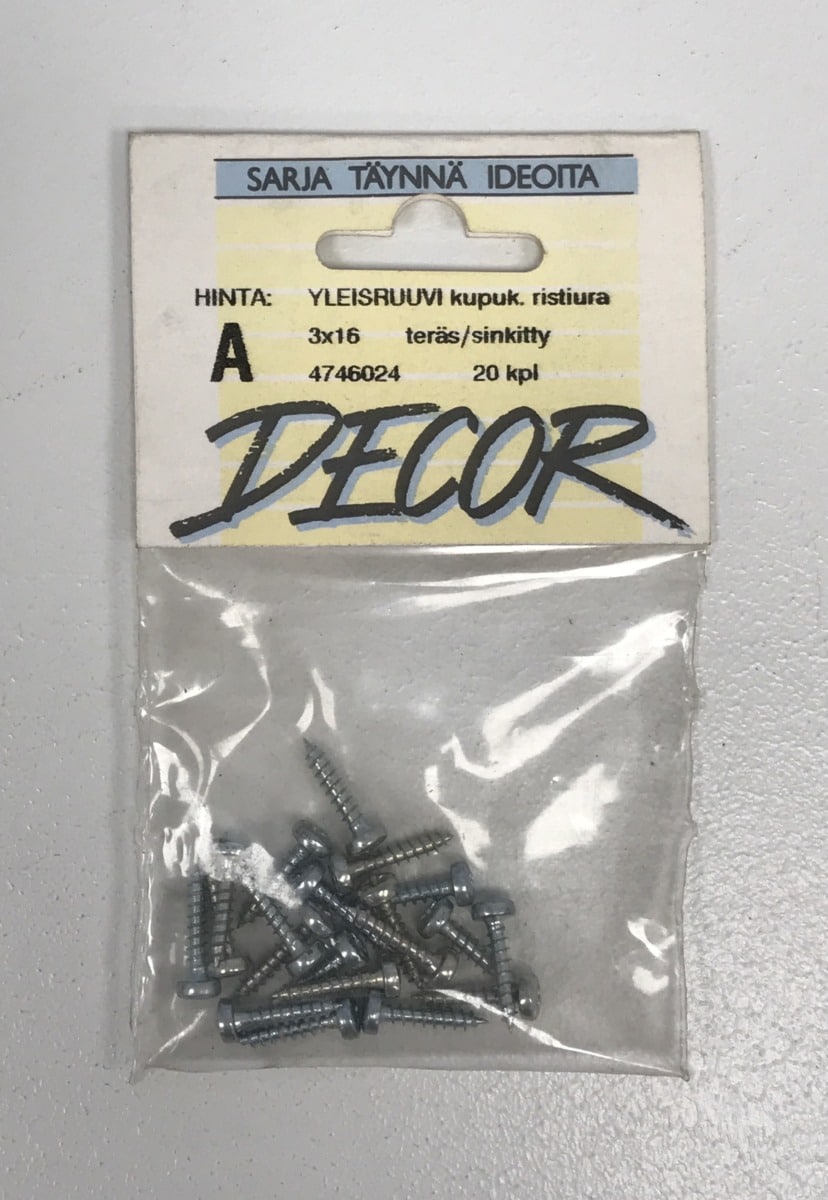 SARJA TÄYNNÄ IDEOITA
HINTA: YLEISRUUVI kupuk. ristiura
A 3x16 teräs/sinkitty
4746024 20 kpl
DECOR